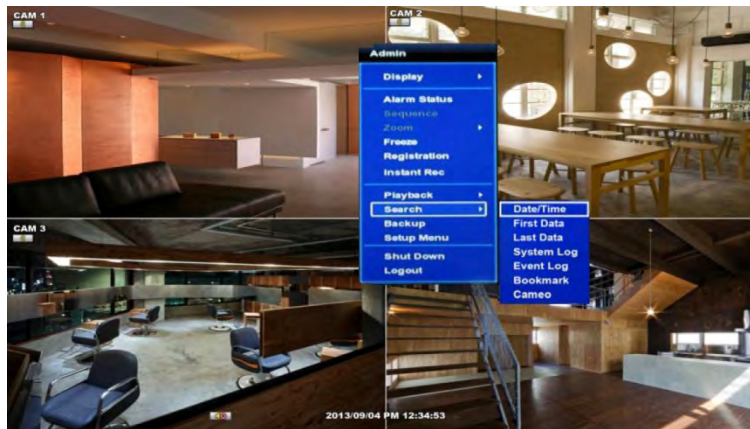 CAM 1
CAM 2
Admin
Display
Alarm Status
Sequence
Zoom
Freeze
Registration
Instant Rec
Playback
Search
Backup
Setup Menu
Shut Down
Logout
Date/Time
First Data
Last Data
System Log
Event Log
Bookmark
Cameo
CAM 3
2013/09/04 PM 12:34:53